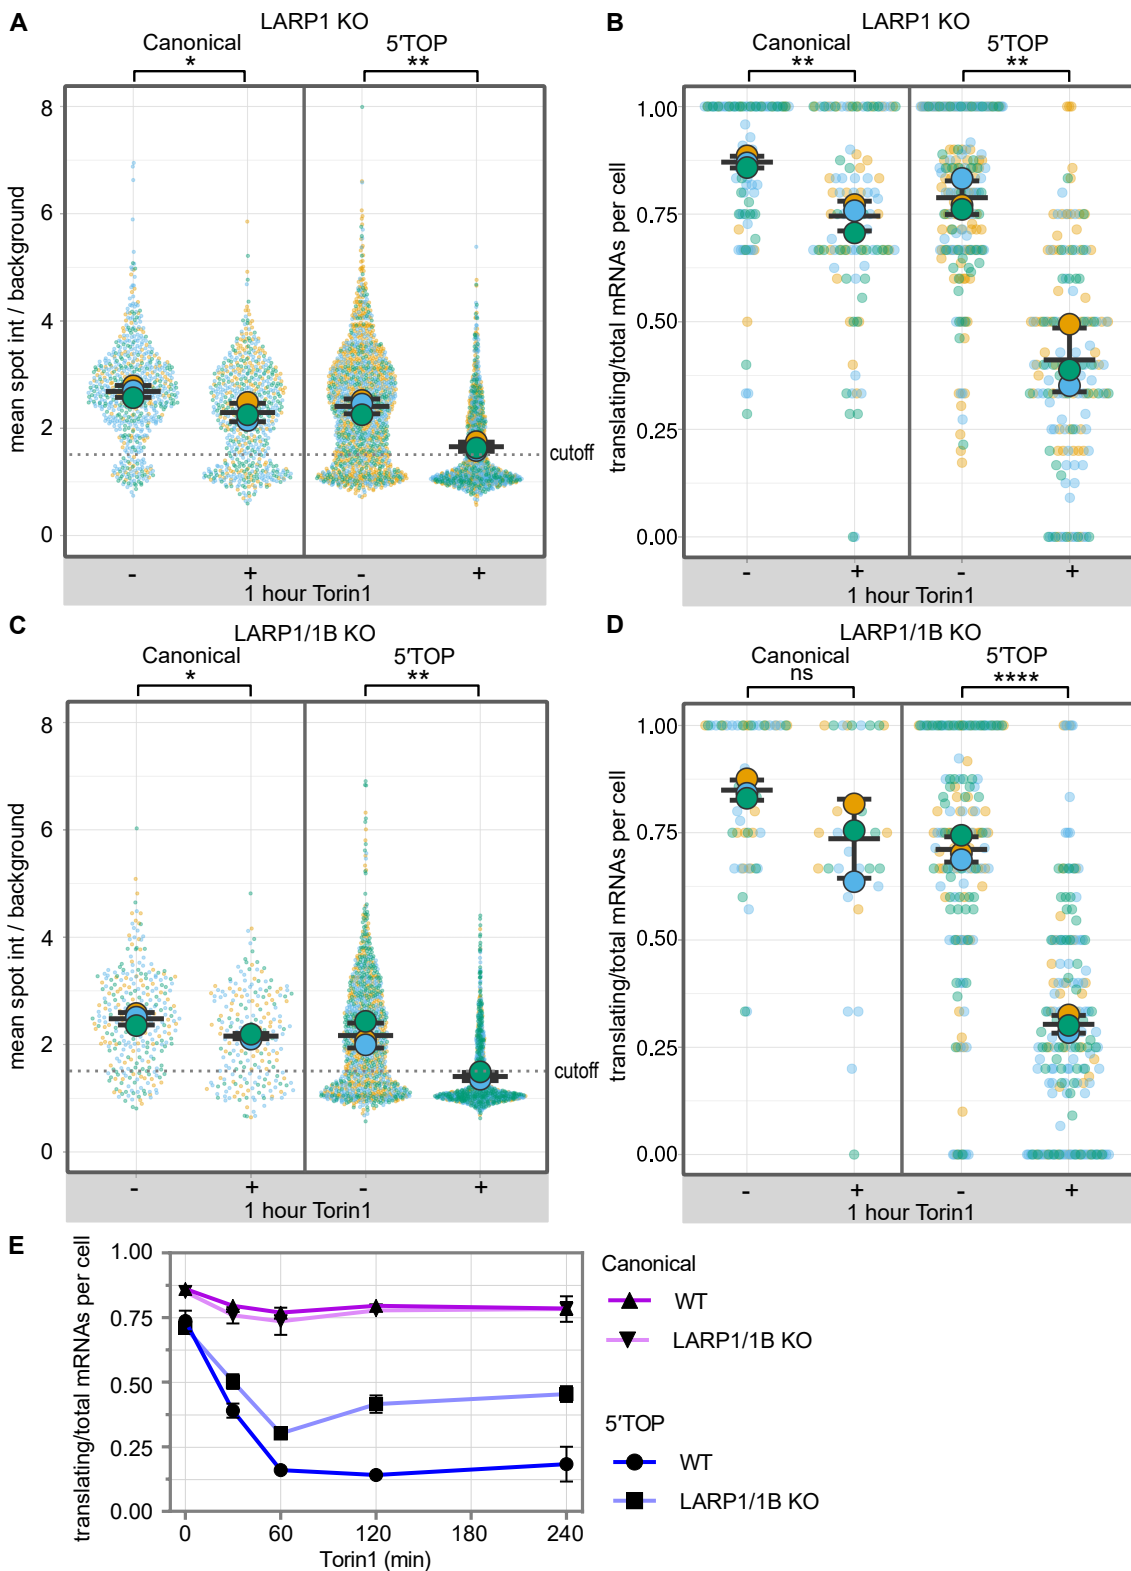 A
LARP1 KO
Canonical
5′TOP
*
**
8
6
4
2
0
mean spot int / background
cutoff
-
+
-
+
1 hour Torin1
B
LARP1 KO
Canonical
5′TOP
**
**
1.00
0.75
0.50
0.25
0.00
translating/total mRNAs per cell
-
+
-
+
1 hour Torin1
C
LARP1/1B KO
Canonical
5′TOP
*
**
8
6
4
2
0
mean spot int / background
cutoff
-
+
-
+
1 hour Torin1
D
LARP1/1B KO
Canonical
5′TOP
ns
****
1.00
0.75
0.50
0.25
0.00
translating/total mRNAs per cell
-
+
-
+
1 hour Torin1
E
translating/total mRNAs per cell
1.00
0.75
0.50
0.25
0.00
0
60
120
180
240
Torin1 (min)
Canonical
WT
LARP1/1B KO
5′TOP
WT
LARP1/1B KO